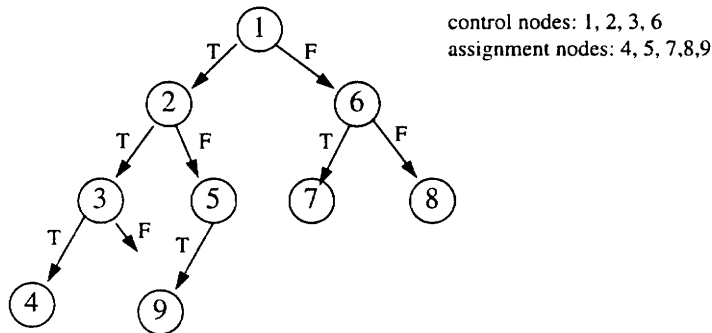 control nodes: 1, 2, 3, 6
assignment nodes: 4, 5, 7,8,9
1
T
F
2
6
T
F
T
F
3
5
7
8
T
F
T
4
9